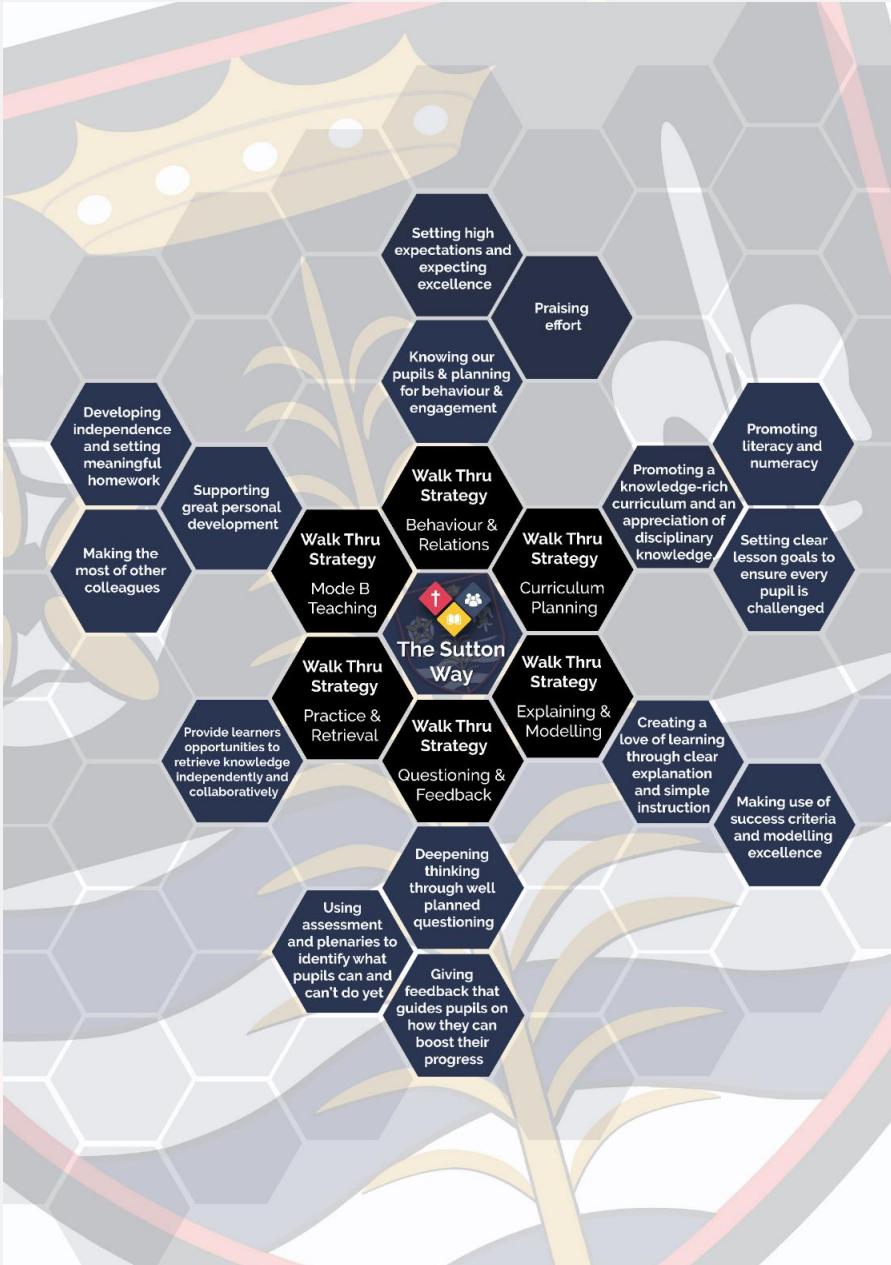 Setting high
expectations and
expecting
excellence
Praising
effort
Knowing our
pupils & planning
for behaviour &
engagement
Developing
independence
and setting
meaningful
homework
Supporting
great personal
development
Making the
most of other
colleagues
Promoting
literacy and
numeracy
Promoting a
knowledge-rich
curriculum and an
appreciation of
disciplinary
knowledge.
Setting clear
lesson goals to
ensure every
pupil is
challenged
Walk Thru
Strategy
Behaviour &
Relations
Walk Thru
Strategy
Mode B
Teaching
Walk Thru
Strategy
Curriculum
Planning
The Sutton
Way
Walk Thru
Strategy
Practice &
Retrieval
Walk Thru
Strategy
Explaining &
Modelling
Walk Thru
Strategy
Questioning &
Feedback
Provide learners
opportunities to
retrieve knowledge
independently and
collaboratively
Creating a
love of learning
through clear
explanation
and simple
instruction
Making use of
success criteria
and modelling
excellence
Deepening
thinking
through well
planned
questioning
Using
assessment
and plenaries to
identify what
pupils can and
can't do yet
Giving
feedback that
guides pupils on
how they can
boost their
progress